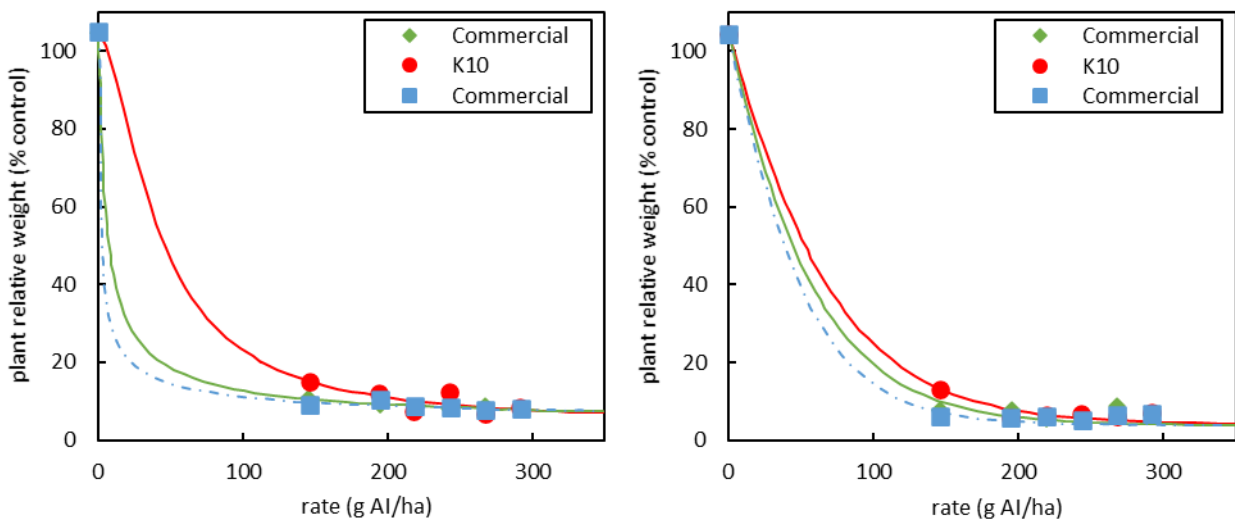 Commercial
K10
Commercial
plant relative weight (% control)
100
80
60
40
20
0
0 100 200 300
rate (g AI/ha)
Commercial
K10
Commercial
plant relative weight (% control)
100
80
60
40
20
0
0 100 200 300
rate (g AI/ha)